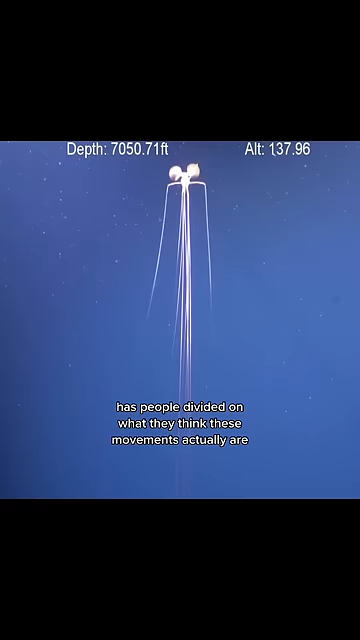 Depth: 7050.71ft Alt: 137.96
has people divided on
what they think these
movements actually are